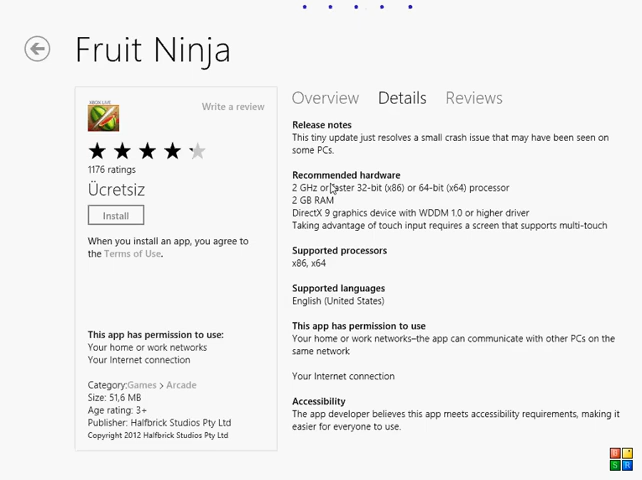 Fruit Ninja
XBOX LIVE
Write a review
1176 ratings
Ücretsiz
Install
When you install an app, you agree to
the Terms of Use.
This app has permission to use:
Your home or work networks
Your Internet connection
Category:Games > Arcade
Size: 51,6 MB
Age rating: 3+
Publisher: Halfbrick Studios Pty Ltd
Copyright 2012 Halfbrick Studios Pty Ltd
Overview Details Reviews
Release notes
This tiny update just resolves a small crash issue that may have been seen on
some PCs.
Recommended hardware
2 GHz or faster 32-bit (x86) or 64-bit (x64) processor
2 GB RAM
DirectX 9 graphics device with WDDM 1.0 or higher driver
Taking advantage of touch input requires a screen that supports multi-touch
Supported processors
x86, x64
Supported languages
English (United States)
This app has permission to use
Your home or work networks–the app can communicate with other PCs on the
same network
Your Internet connection
Accessibility
The app developer believes this app meets accessibility requirements, making it
easier for everyone to use.